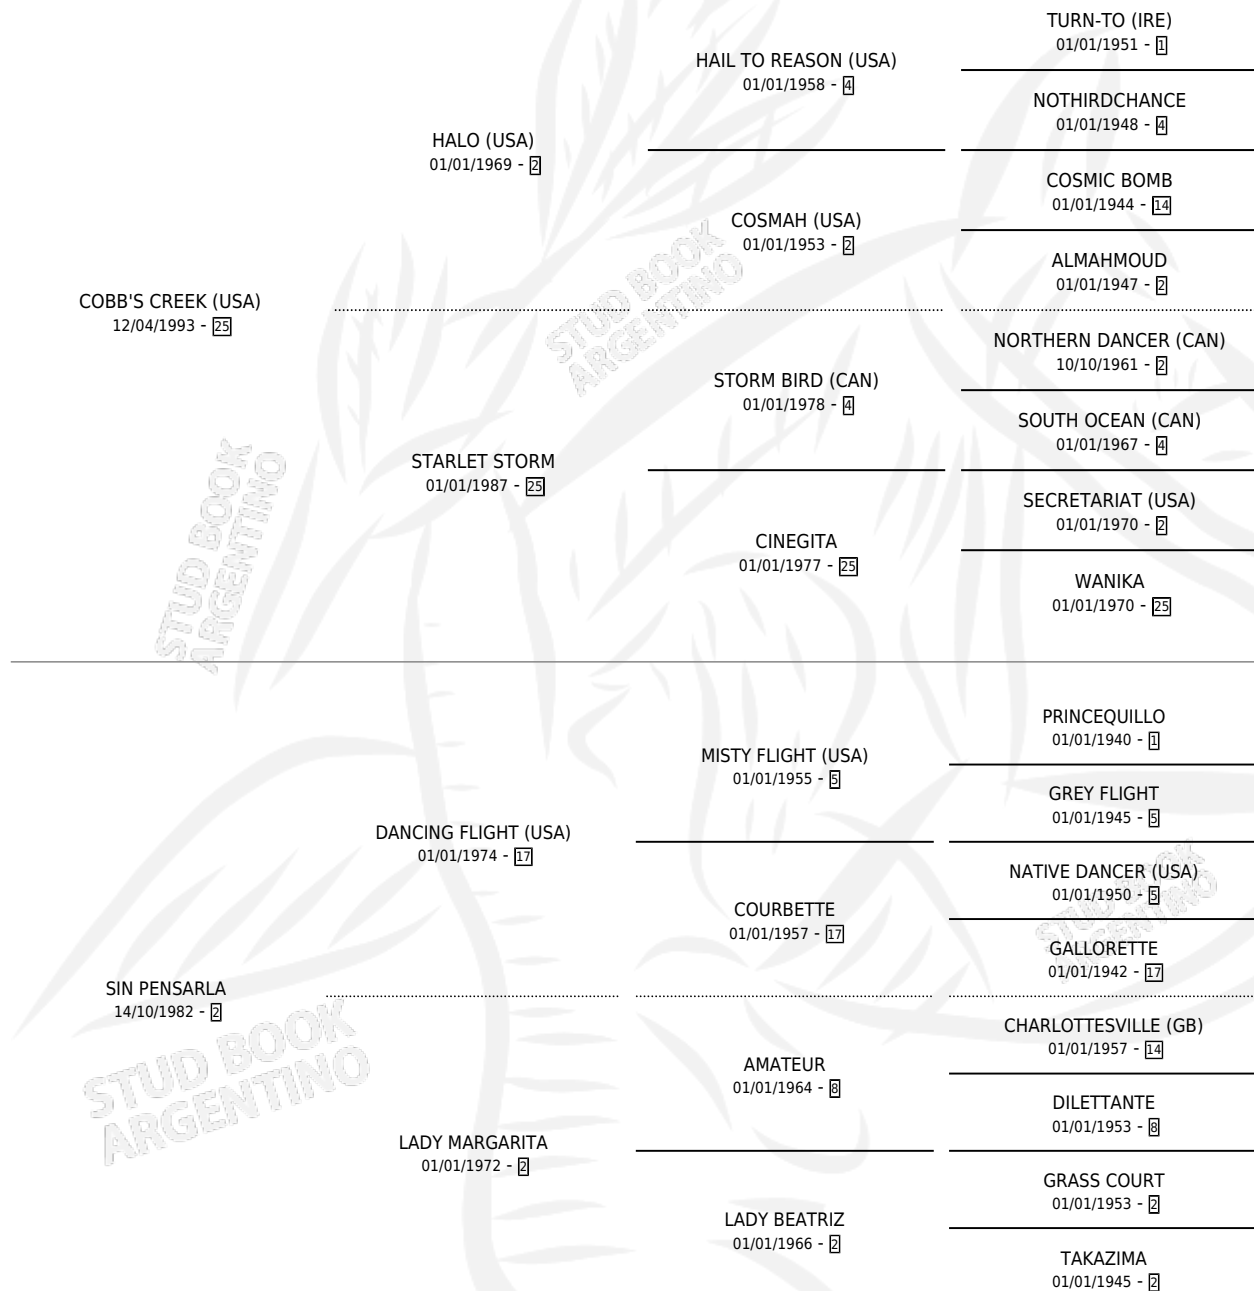 TURN-TO (IRE)
01/01/1951 - 1
HAIL TO REASON (USA)
01/01/1958 - 4
NOTHIRDCHANCE
01/01/1948 - 4
HALO (USA)
01/01/1969 - 2
COSMIC BOMB
01/01/1944 - 14
COSMAH (USA)
01/01/1953 - 2
ALMAHMOUD
01/01/1947 - 2
COBB'S CREEK (USA)
12/04/1993 - 25
NORTHERN DANCER (CAN)
10/10/1961 - 2
STORM BIRD (CAN)
01/01/1978 - 4
SOUTH OCEAN (CAN)
01/01/1967 - 4
STARLET STORM
01/01/1987 - 25
SECRETARIAT (USA)
01/01/1970 - 2
CINEGITA
01/01/1977 - 25
WANIKA
01/01/1970 - 25
PRINCEQUILLO
01/01/1940 - 1
MISTY FLIGHT (USA)
01/01/1955 - 5
GREY FLIGHT
01/01/1945 - 5
DANCING FLIGHT (USA)
01/01/1974 - 17
NATIVE DANCER (USA)
01/01/1950 - 5
COURBETTE
01/01/1957 - 17
GALLORETTE
01/01/1942 - 17
SIN PENSARLA
14/10/1982 - 2
CHARLOTTESVILLE (GB)
01/01/1957 - 14
AMATEUR
01/01/1964 - 8
DILETTANTE
01/01/1953 - 8
LADY MARGARITA
01/01/1972 - 2
GRASS COURT
01/01/1953 - 2
LADY BEATRIZ
01/01/1966 - 2
TAKAZIMA
01/01/1945 - 2
STUD BOOK
ARGENTINO
STUD BOOK
ARGENTINO
STUD BOOK
ARGENTINO
STUD BOOK
ARGENTINO